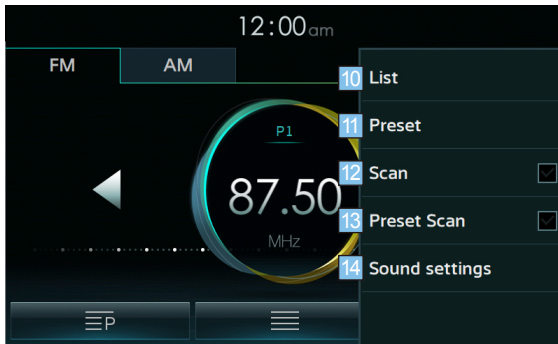 12:00am
FM
AM
P1
87.50
MHz
10 List
11 Preset
12 Scan
13 Preset Scan
14 Sound settings
P